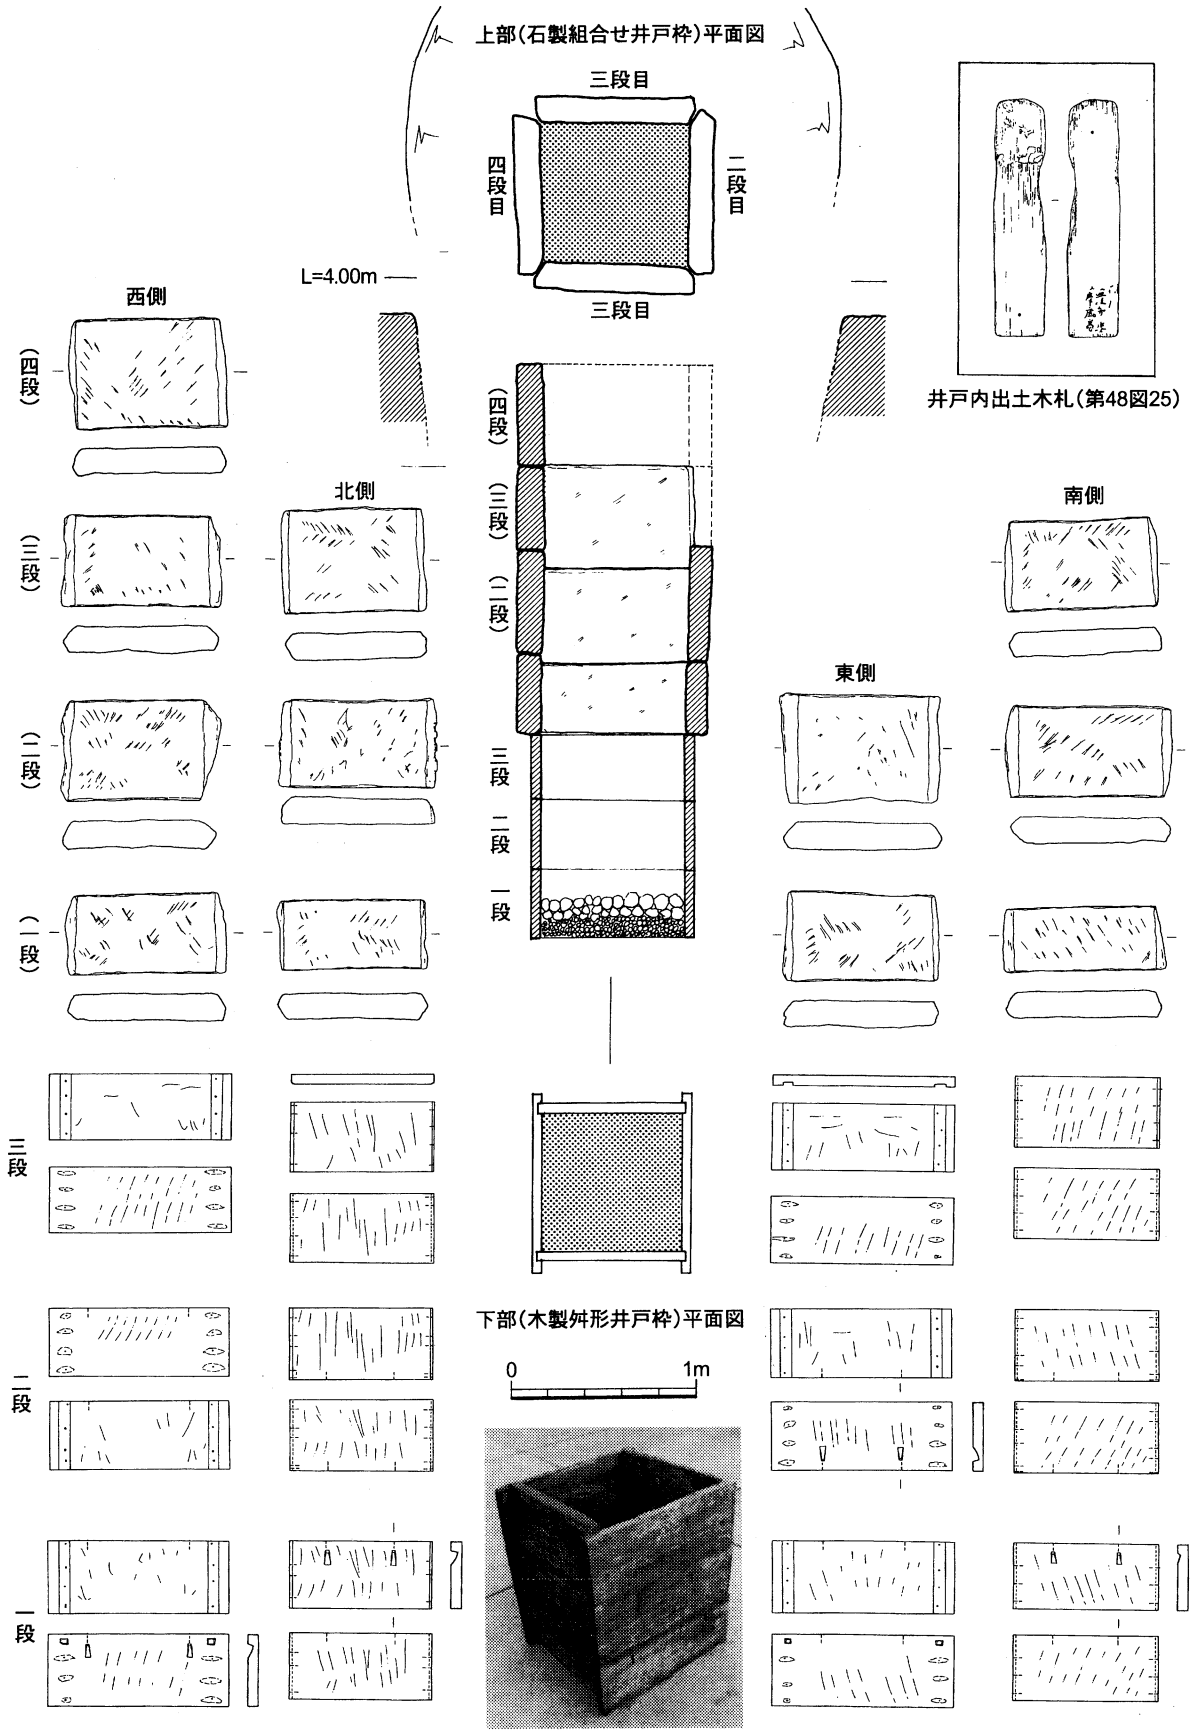 上部(石製組合せ井戸枠)平面図
三段目
四段目
二段目
三段目
L=4.00m
井戸内出土木札(第48図25)
西側
(四段)
(四段)
北側
南側
(三段)
(三段)
(二段)
東側
(二段)
三段
二段
一段
(一段)
三段
下部(木製舛形井戸枠)平面図
0 1m
二段
一段